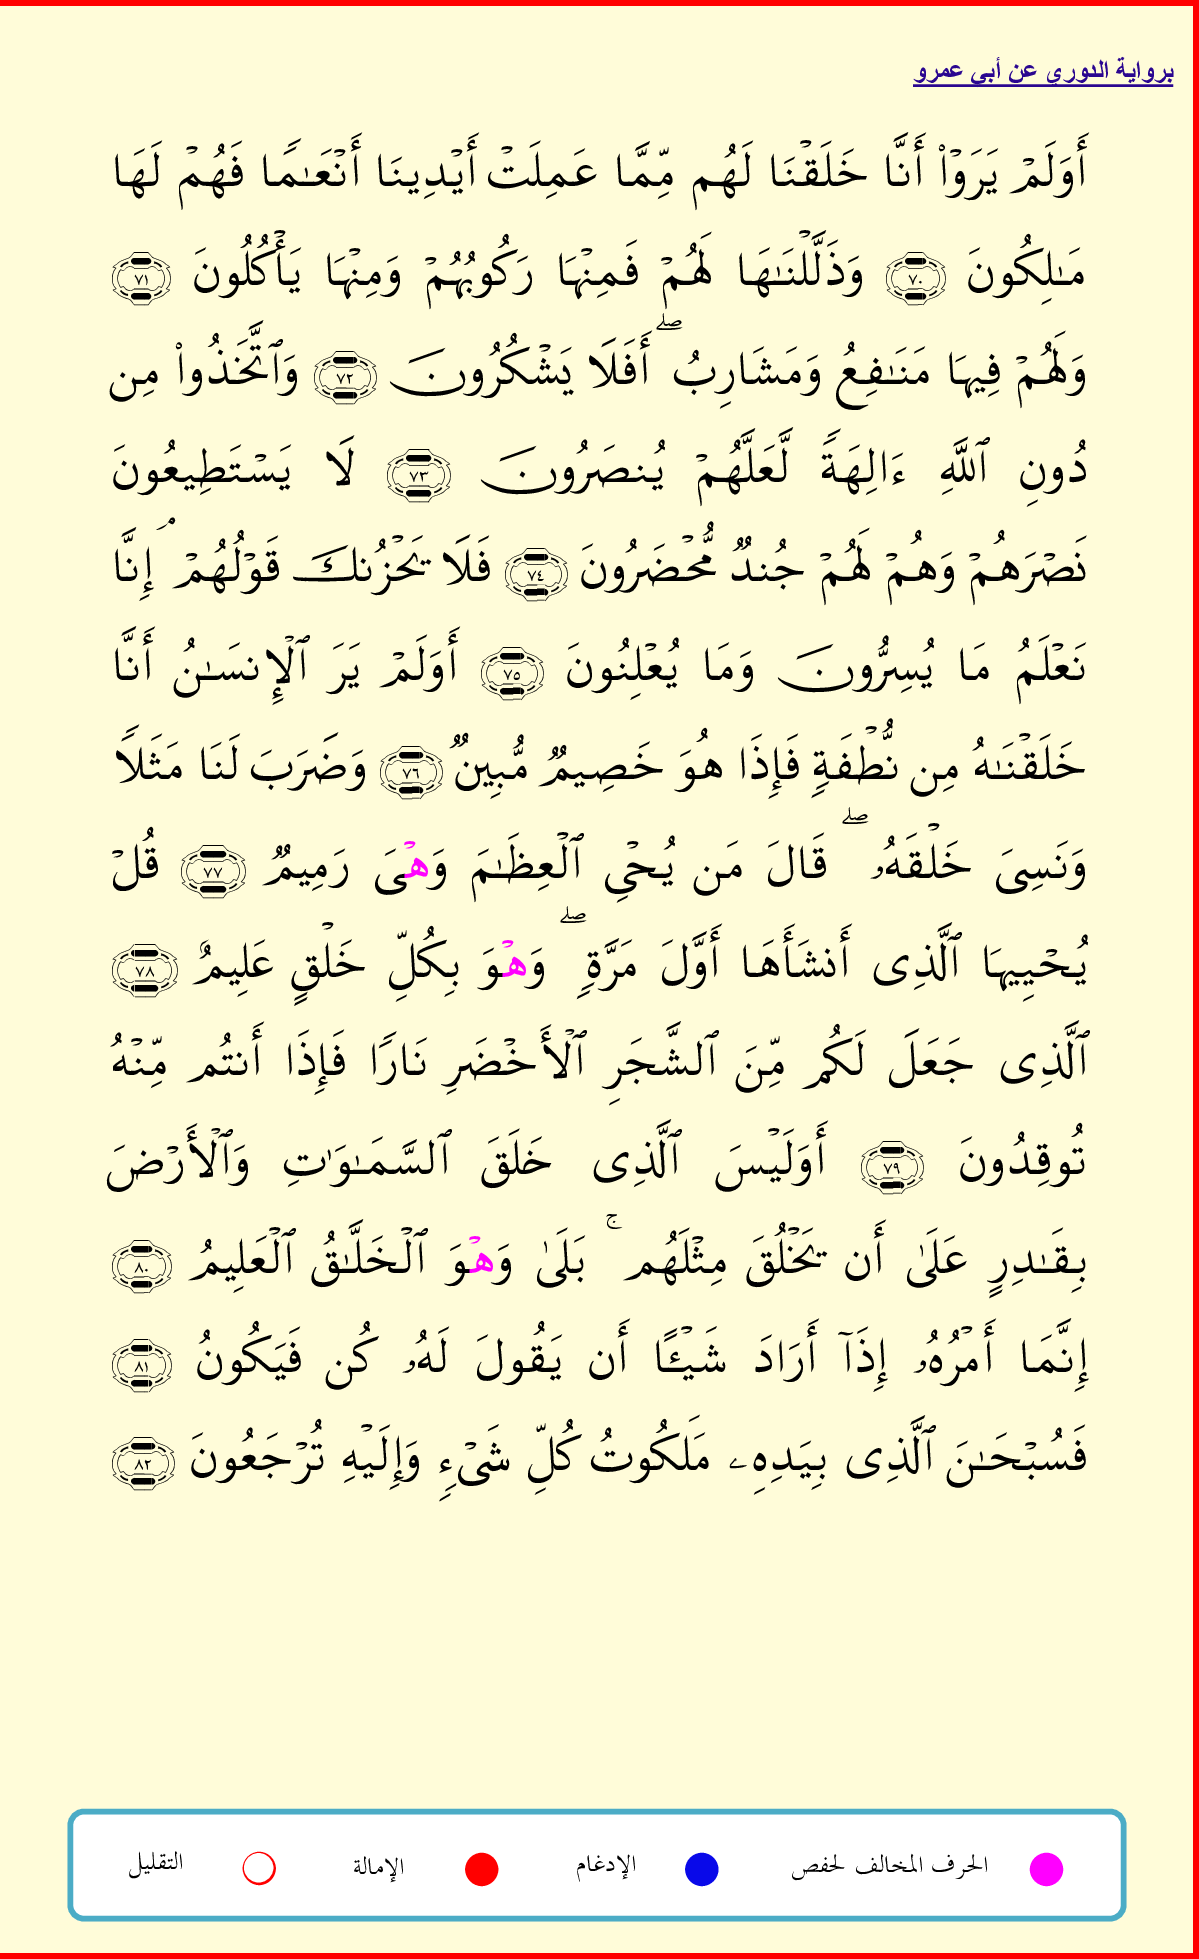 برواية الدوري عن أبي عمرو
أَوَلَمْ يَرَوْا۟ أَنَّا خَلَقْنَا لَهُم مِّمَّا عَمِلَتْ أَيْدِينَا أَنْعَـٰمًا فَهُمْ لَهَا
مَـٰلِكُونَ ٧٠ وَذَلَّلْنَـٰهَا لَهُمْ فَمِنْهَا رَكُوبُهُمْ وَمِنْهَا يَأْكُلُونَ ٧١
وَلَهُمْ فِيهَا مَنَـٰفِعُ وَمَشَارِبُ ۖ أَفَلَا يَشْكُرُونَ ٧٢ وَٱتَّخَذُوا۟ مِن
دُونِ ٱللَّهِ ءَالِهَةً لَّعَلَّهُمْ يُنصَرُونَ ٧٣ لَا يَسْتَطِيعُونَ
نَصْرَهُمْ وَهُمْ لَهُمْ جُندٌ مُّحْضَرُونَ ٧٤ فَلَا يَحْزُنكَ قَوْلُهُمْ ۘ إِنَّا
نَعْلَمُ مَا يُسِرُّونَ وَمَا يُعْلِنُونَ ٧٥ أَوَلَمْ يَرَ ٱلْإِنسَـٰنُ أَنَّا
خَلَقْنَـٰهُ مِن نُّطْفَةٍ فَإِذَا هُوَ خَصِيمٌ مُّبِينٌ ٧٦ وَضَرَبَ لَنَا مَثَلًا
وَنَسِىَ خَلْقَهُۥ ۖ قَالَ مَن يُحْىِ ٱلْعِظَـٰمَ وَهْىَ رَمِيمٌ ٧٧ قُلْ
يُحْيِيهَا ٱلَّذِى أَنشَأَهَا أَوَّلَ مَرَّةٍ ۖ وَهْوَ بِكُلِّ خَلْقٍ عَلِيمٌ ٧٨
ٱلَّذِى جَعَلَ لَكُم مِّنَ ٱلشَّجَرِ ٱلْأَخْضَرِ نَارًا فَإِذَا أَنتُم مِّنْهُ
تُوقِدُونَ ٧٩ أَوَلَيْسَ ٱلَّذِى خَلَقَ ٱلسَّمَـٰوَٰتِ وَٱلْأَرْضَ
بِقَـٰدِرٍ عَلَىٰ أَن يَخْلُقَ مِثْلَهُم ۚ بَلَىٰ وَهْوَ ٱلْخَلَّـٰقُ ٱلْعَلِيمُ ٨٠
إِنَّمَا أَمْرُهُۥ إِذَآ أَرَادَ شَيْـًٔا أَن يَقُولَ لَهُۥ كُن فَيَكُونُ ٨١
فَسُبْحَـٰنَ ٱلَّذِى بِيَدِهِۦ مَلَكُوتُ كُلِّ شَىْءٍ وَإِلَيْهِ تُرْجَعُونَ ٨٢
الحرف المخالف لحفص الإدغام الإمالة التقليل